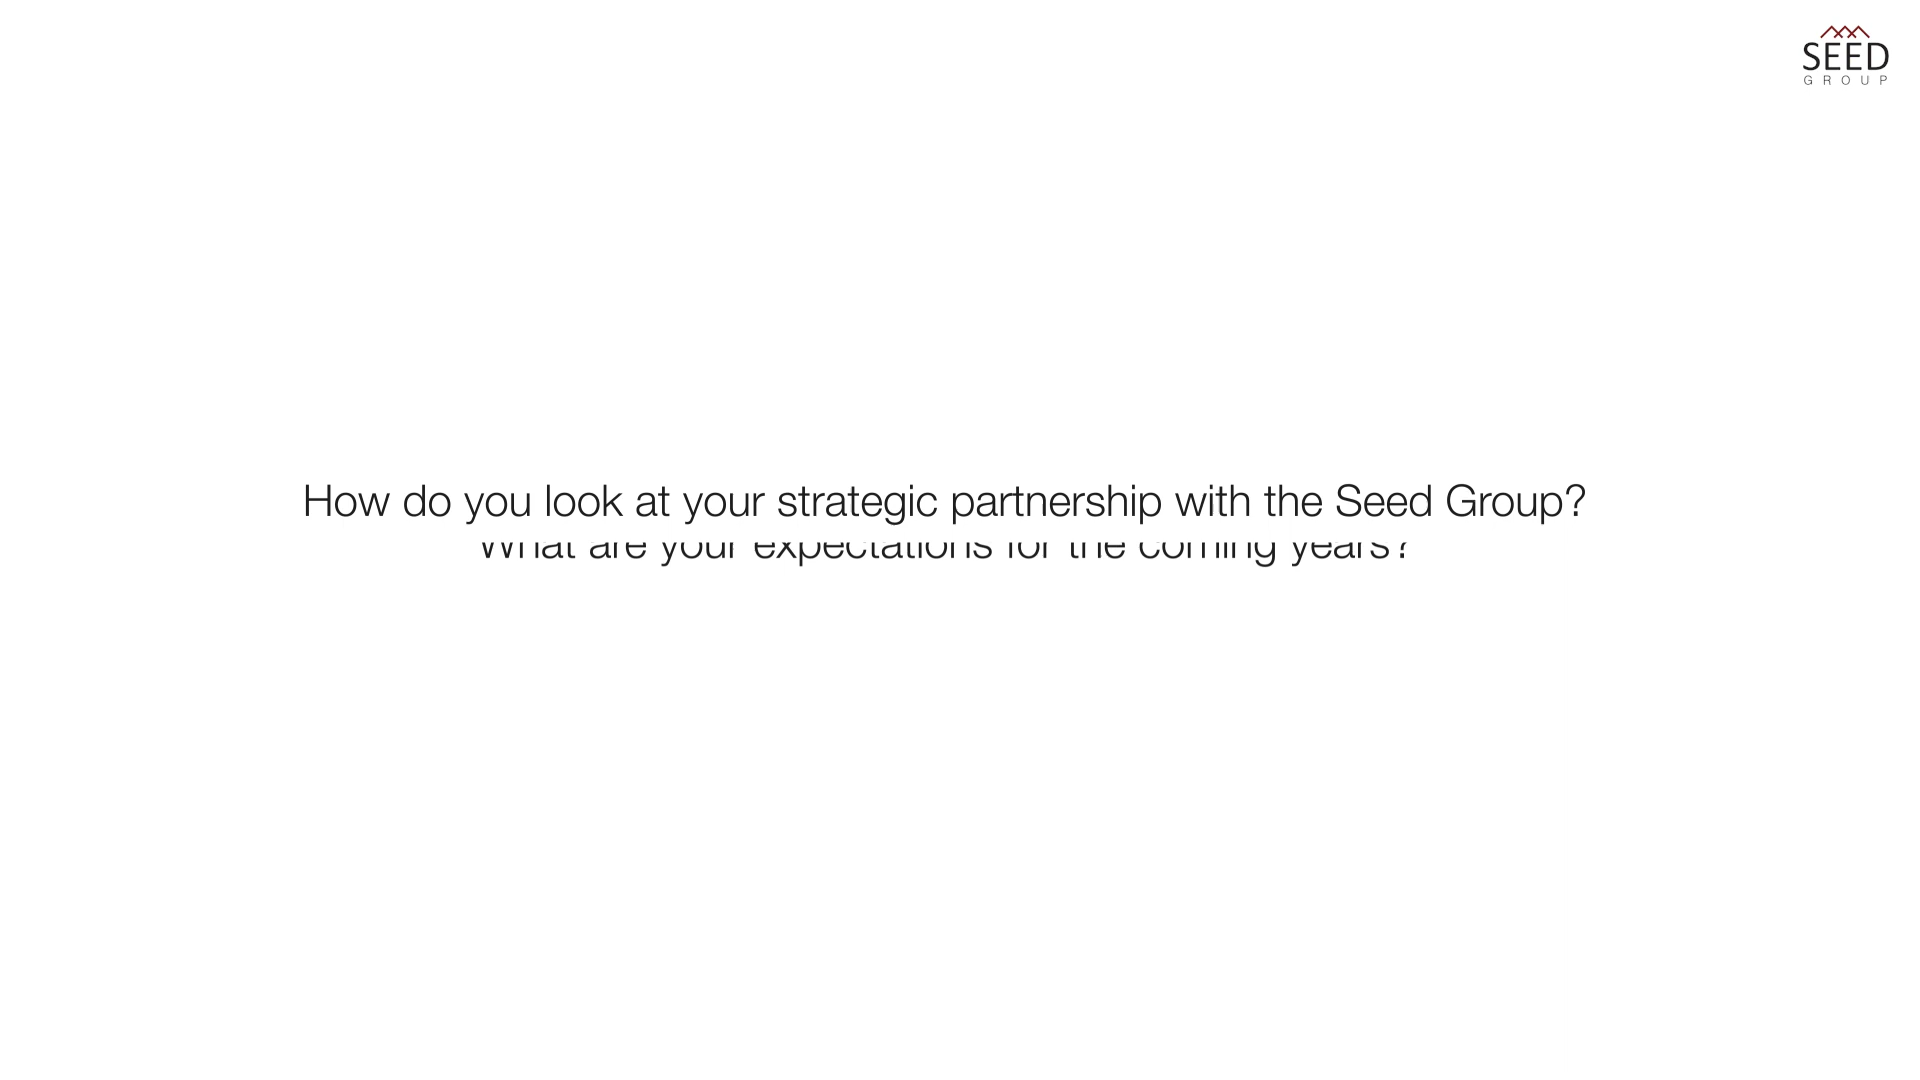 SEED
GROUP
How do you look at your strategic partnership with the Seed Group?
What are your expectations for the coming years?